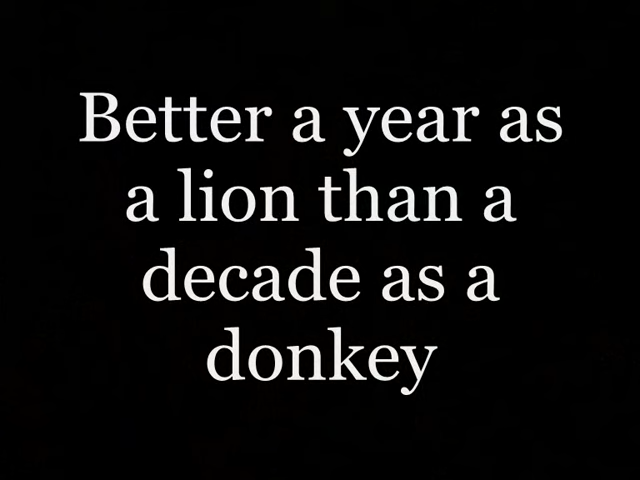 Better a year as
a lion than a
decade as a
donkey